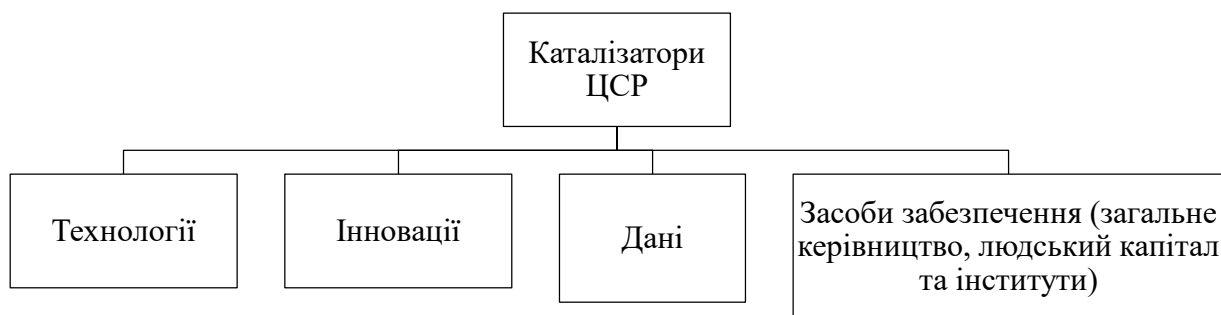 Каталізатори
ЦСР
Технології
Інновації
Дані
Засоби забезпечення (загальне
керівництво, людський капітал
та інститути)